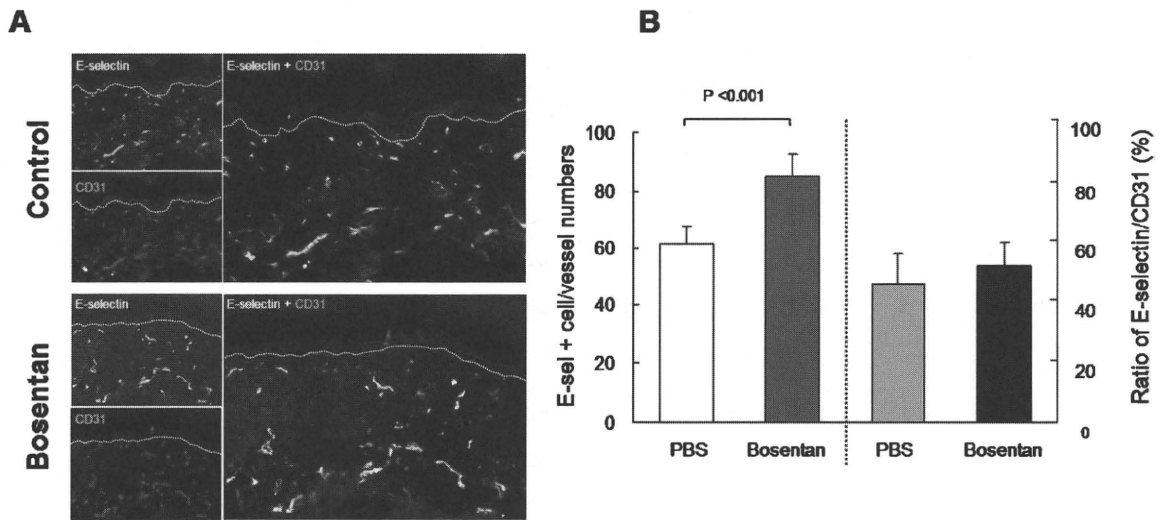 A
Control
E-selectin
E-selectin + CD31
CD31
Bosentan
E-selectin
E-selectin + CD31
CD31
B
P <0.001
E-sel + cell/vessel numbers
100
80
60
40
20
0
100
80
60
40
20
0
Ratio of E-selectin/CD31 (%)
PBS
Bosentan
PBS
Bosentan